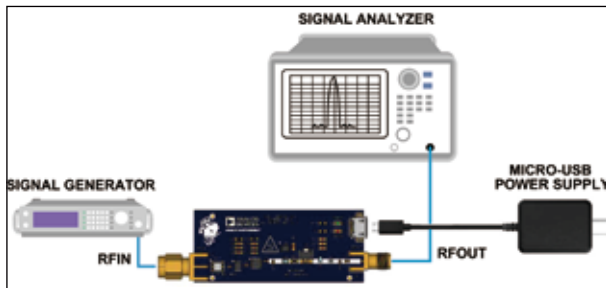 SIGNAL ANALYZER
SIGNAL GENERATOR
MICRO-USB
POWER SUPPLY
RFIN
RFOUT